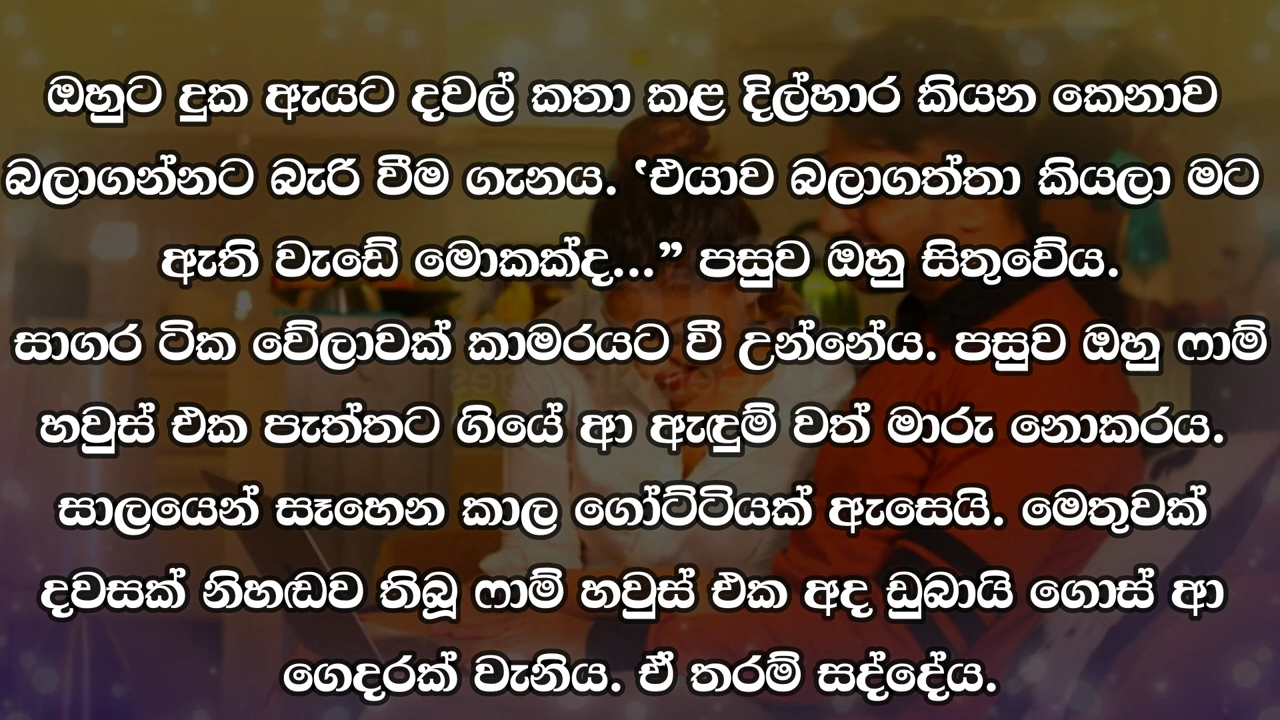 ඔහුට දුක ඇයට දවල් කතා කළ දිල්හාර කියන කෙනාව
බලාගන්නට බැරි වීම ගැනය. ‘එයාව බලාගත්තා කියලා මට
ඇති වැඩේ මොකක්ද...” පසුව ඔහු සිතුවේය.
සාගර ටික වේලාවක් කාමරයට වී උන්නේය. පසුව ඔහු ෆාම්
හවුස් එක පැත්තට ගියේ ආ ඇඳුම් වත් මාරු නොකරය.
සාලයෙන් සෑහෙන කාල ගෝට්ටියක් ඇසෙයි. මෙතුවක්
දවසක් නිහඬව තිබූ ෆාම් හවුස් එක අද ඩුබායි ගොස් ආ
ගෙදරක් වැනිය. ඒ තරම් සද්දේය.